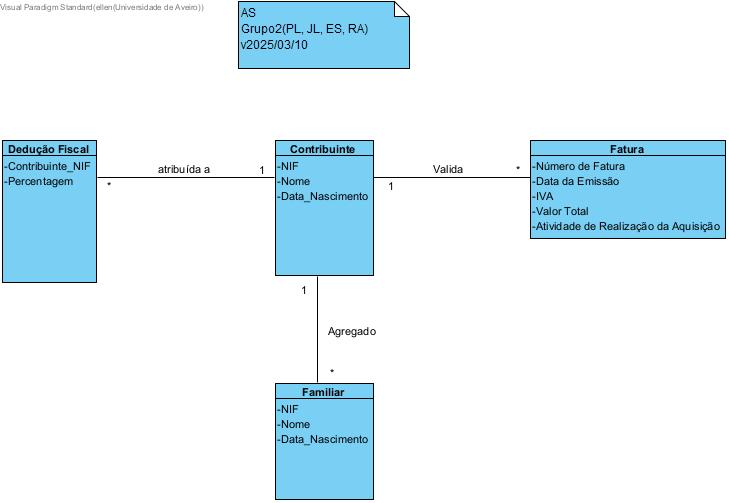 Visual Paradigm Standard(ellen(Universidade de Aveiro))
AS
Grupo2(PL, JL, ES, RA)
v2025/03/10
Dedução Fiscal
-Contribuinte_NIF
-Percentagem
*
atribuída a
1
Contribuinte
-NIF
-Nome
-Data_Nascimento
1
Valida
*
Fatura
-Número de Fatura
-Data da Emissão
-IVA
-Valor Total
-Atividade de Realização da Aquisição
1
Agregado
*
Familiar
-NIF
-Nome
-Data_Nascimento